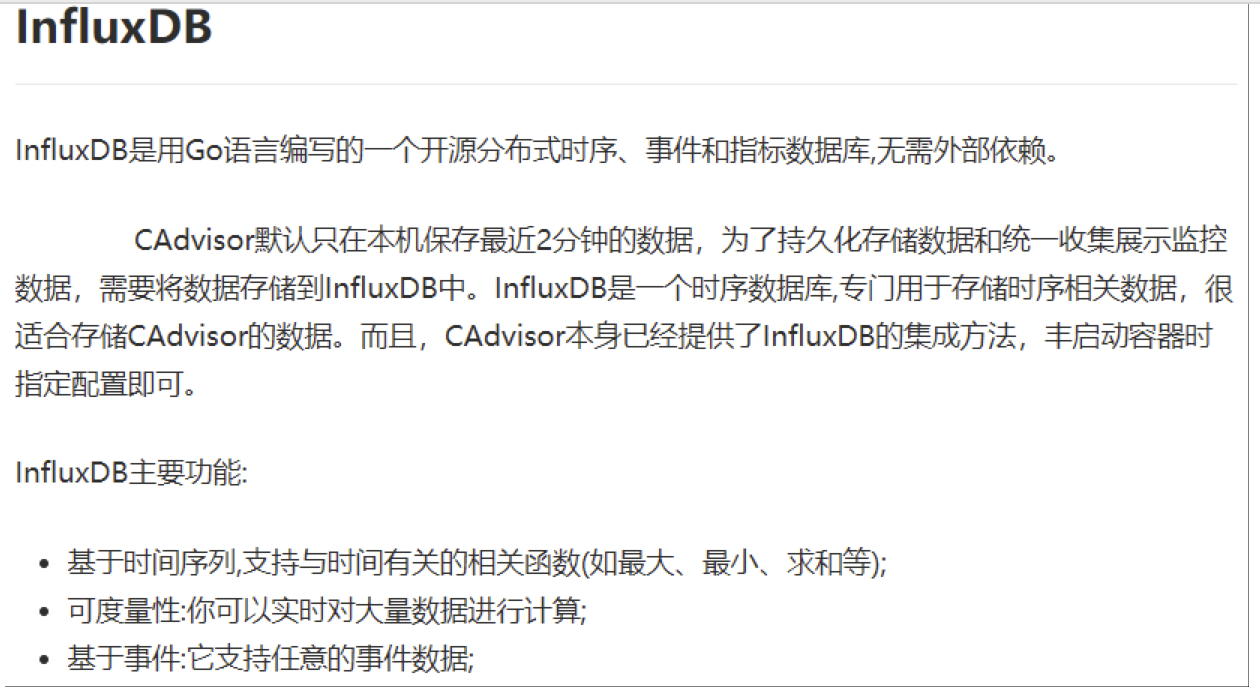 InfluxDB
InfluxDB是用Go语言编写的一个开源分布式时序、事件和指标数据库,无需外部依赖。
CAdvisor默认只在本机保存最近2分钟的数据，为了持久化存储数据和统一收集展示监控
数据，需要将数据存储到InfluxDB中。InfluxDB是一个时序数据库,专门用于存储时序相关数据，很
适合存储CAdvisor的数据。而且，CAdvisor本身已经提供了InfluxDB的集成方法，丰启动容器时
指定配置即可。
InfluxDB主要功能:
• 基于时间序列,支持与时间有关的相关函数(如最大、最小、求和等);
• 可度量性:你可以实时对大量数据进行计算;
• 基于事件:它支持任意的事件数据;